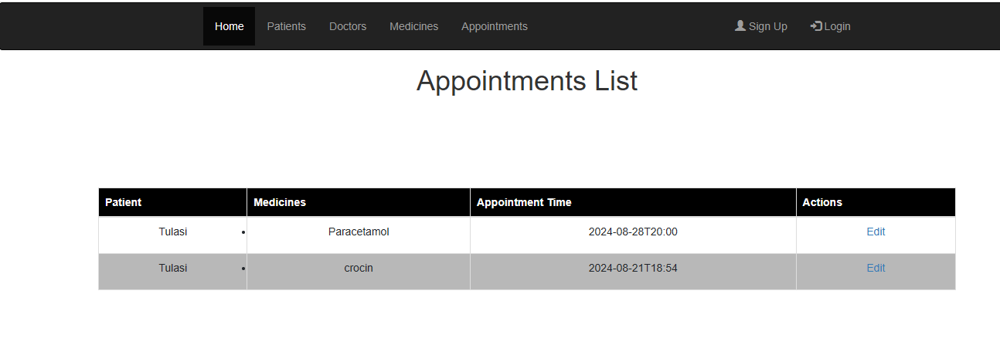 Home Patients Doctors Medicines Appointments Sign Up Login
Appointments List
Patient Medicines Appointment Time Actions
Tulasi • Paracetamol 2024-08-28T20:00 Edit
Tulasi • crocin 2024-08-21T18:54 Edit